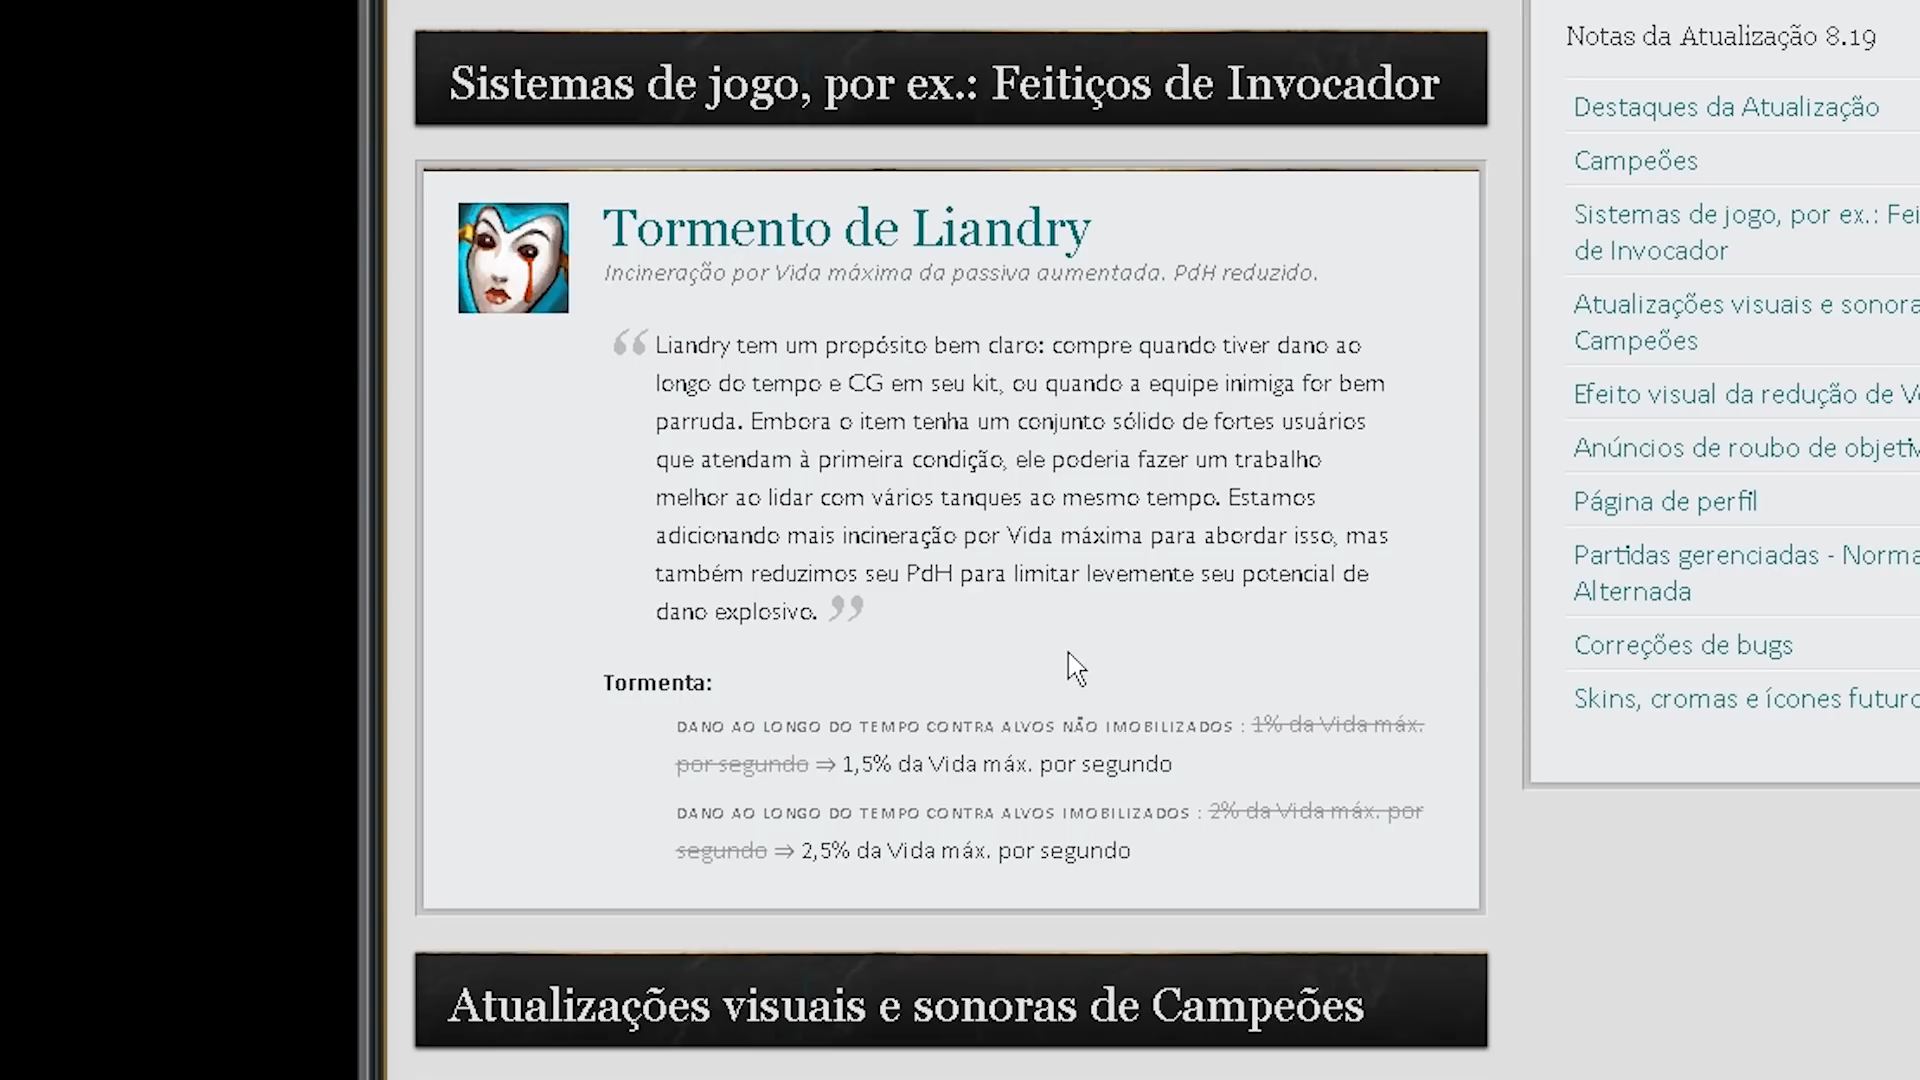 Sistemas de jogo, por ex.: Feitiços de Invocador
Tormento de Liandry
Incineração por Vida máxima da passiva aumentada. PdH reduzido.
“ Liandry tem um propósito bem claro: compre quando tiver dano ao
longo do tempo e CG em seu kit, ou quando a equipe inimiga for bem
parruda. Embora o item tenha um conjunto sólido de fortes usuários
que atendam à primeira condição, ele poderia fazer um trabalho
melhor ao lidar com vários tanques ao mesmo tempo. Estamos
adicionando mais incineração por Vida máxima para abordar isso, mas
também reduzimos seu PdH para limitar levemente seu potencial de
dano explosivo. ”
Tormenta:
DANO AO LONGO DO TEMPO CONTRA ALVOS NÃO IMOBILIZADOS : 1% da Vida máx.
por segundo ⇒ 1,5% da Vida máx. por segundo
DANO AO LONGO DO TEMPO CONTRA ALVOS IMOBILIZADOS : 2% da Vida máx. por
segundo ⇒ 2,5% da Vida máx. por segundo
Atualizações visuais e sonoras de Campeões
Notas da Atualização 8.19
Destaques da Atualização
Campeões
Sistemas de jogo, por ex.:
de Invocador
Atualizações visuais e
Campeões
Efeito visual da redução de
Anúncios de roubo de
Página de perfil
Partidas gerenciadas -
Alternada
Correções de bugs
Skins, cromas e ícones